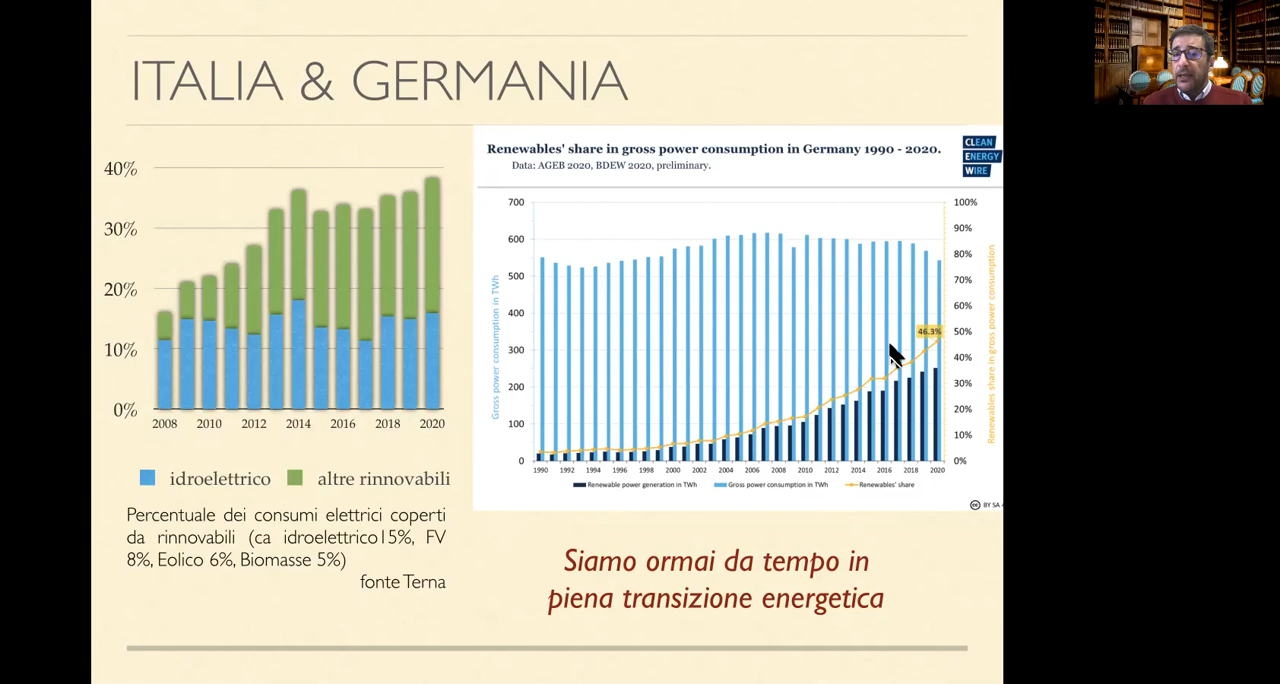 ITALIA & GERMANIA
40%
30%
20%
10%
0%
2008 2010 2012 2014 2016 2018 2020
idroelettrico altre rinnovabili
Percentuale dei consumi elettrici coperti
da rinnovabili (ca idroelettrico15%, FV
8%, Eolico 6%, Biomasse 5%)
fonte Terna
Renewables' share in gross power consumption in Germany 1990 - 2020.
Data: AGEB 2020, BDEW 2020, preliminary.
CLEAN
ENERGY
WIRE
Gross power consumption in TWh
700
600
500
400
300
200
100
0
100%
90%
80%
70%
60%
50%
40%
30%
20%
10%
0%
Renewables share in gross power consumption
46.3%
1990 1992 1994 1996 1998 2000 2002 2004 2006 2008 2010 2012 2014 2016 2018 2020
Renewable power generation in TWh Gross power consumption in TWh Renewables' share
cc BY SA
Siamo ormai da tempo in
piena transizione energetica